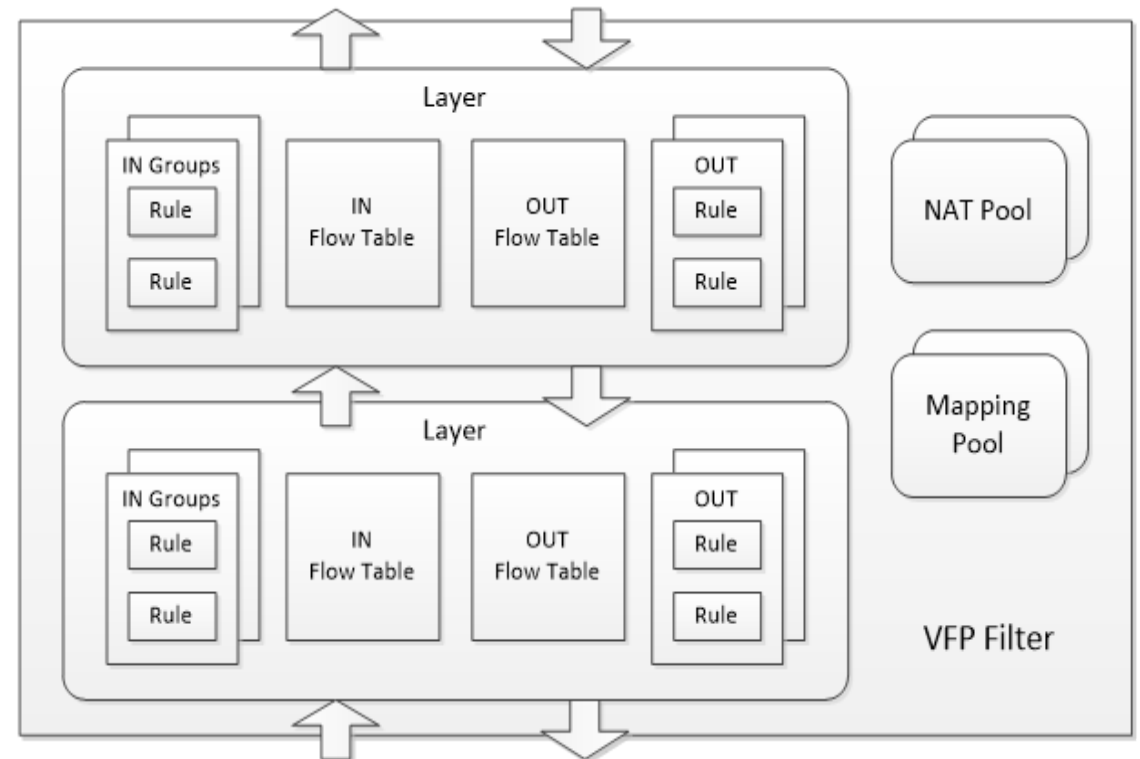 Layer
IN Groups
Rule
Rule
IN
Flow Table
OUT
Flow Table
OUT
Rule
Rule
NAT Pool
Mapping
Pool
Layer
IN Groups
Rule
Rule
IN
Flow Table
OUT
Flow Table
OUT
Rule
Rule
VFP Filter